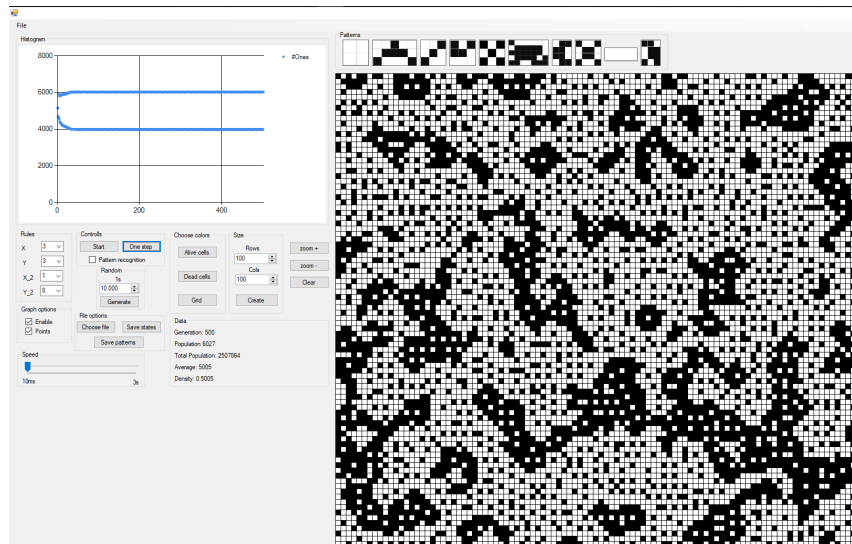 File
Histogram
Patterns
8000
#Ones
6000
4000
2000
0
0 200 400
Rules
X 3
Y 3
X_2 1
Y_2 8
Controlls
Start One step
Pattern recognition
Random
1s
10.000
Generate
Choose colors
Alive cells
Dead cells
Grid
Size
Rows
100
Cols
100
Create
zoom +
zoom -
Clear
Graph options
Enable
Points
File options
Choose file Save states
Save patterns
Data
Generation: 500
Population 6027
Total Population: 2507864
Average: 5005
Density: 0.5005
Speed
10ms 3s